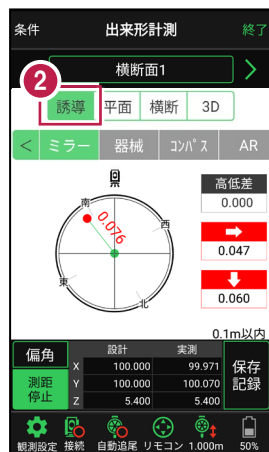 条件 出来形計測 終了
横断面1 >
2
誘導 平面 横断 3D
< ミラー 器械 コンパス AR
高低差
0.000
南
西
0.076
0.047
東
北
0.060
0.1m以内
偏角 設計 実測
X 100.000 99.971
測距停止 Y 100.000 100.070 保存記録
Z 5.400 5.400
観測設定 接続 自動追尾 リモコン 1.000m 50%